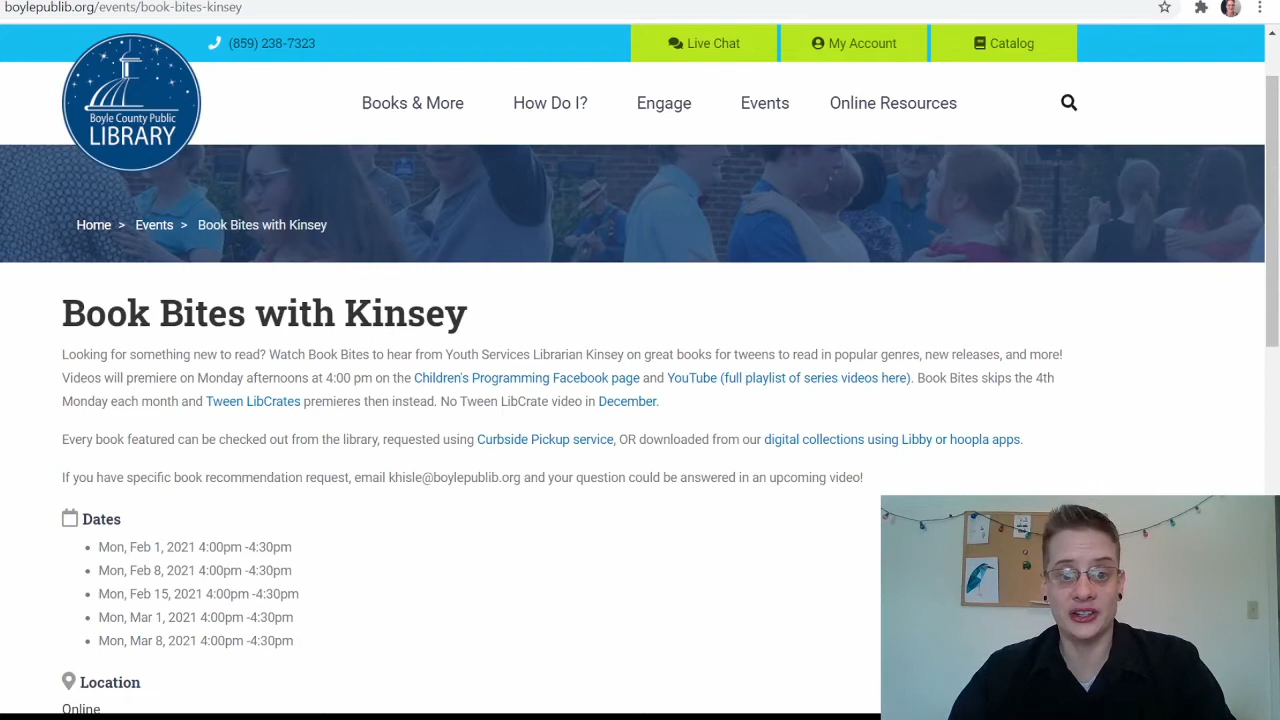 boylepublib.org/events/book-bites-kinsey
(859) 238-7323
Live Chat
My Account
Catalog
Boyle County Public
LIBRARY
Books & More
How Do I?
Engage
Events
Online Resources
Home > Events > Book Bites with Kinsey
Book Bites with Kinsey
Looking for something new to read? Watch Book Bites to hear from Youth Services Librarian Kinsey on great books for tweens to read in popular genres, new releases, and more!
Videos will premiere on Monday afternoons at 4:00 pm on the Children's Programming Facebook page and YouTube (full playlist of series videos here). Book Bites skips the 4th
Monday each month and Tween LibCrates premieres then instead. No Tween LibCrate video in December.
Every book featured can be checked out from the library, requested using Curbside Pickup service, OR downloaded from our digital collections using Libby or hoopla apps.
If you have specific book recommendation request, email khisle@boylepublib.org and your question could be answered in an upcoming video!
Dates
• Mon, Feb 1, 2021 4:00pm -4:30pm
• Mon, Feb 8, 2021 4:00pm -4:30pm
• Mon, Feb 15, 2021 4:00pm -4:30pm
• Mon, Mar 1, 2021 4:00pm -4:30pm
• Mon, Mar 8, 2021 4:00pm -4:30pm
Location
Online